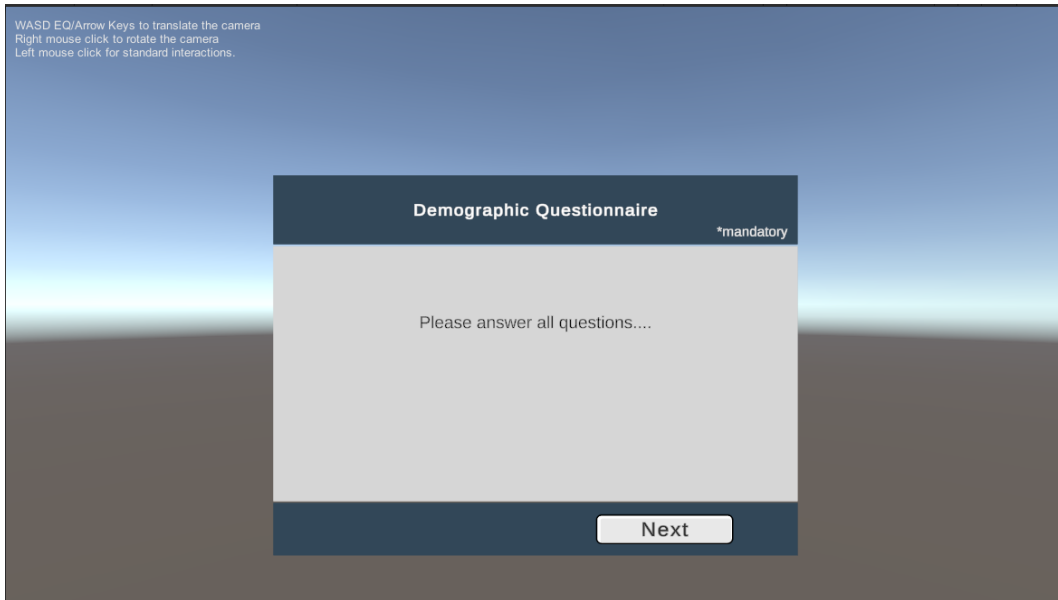 WASD EQ/Arrow Keys to translate the camera
Right mouse click to rotate the camera
Left mouse click for standard interactions.
Demographic Questionnaire
*mandatory
Please answer all questions....
Next